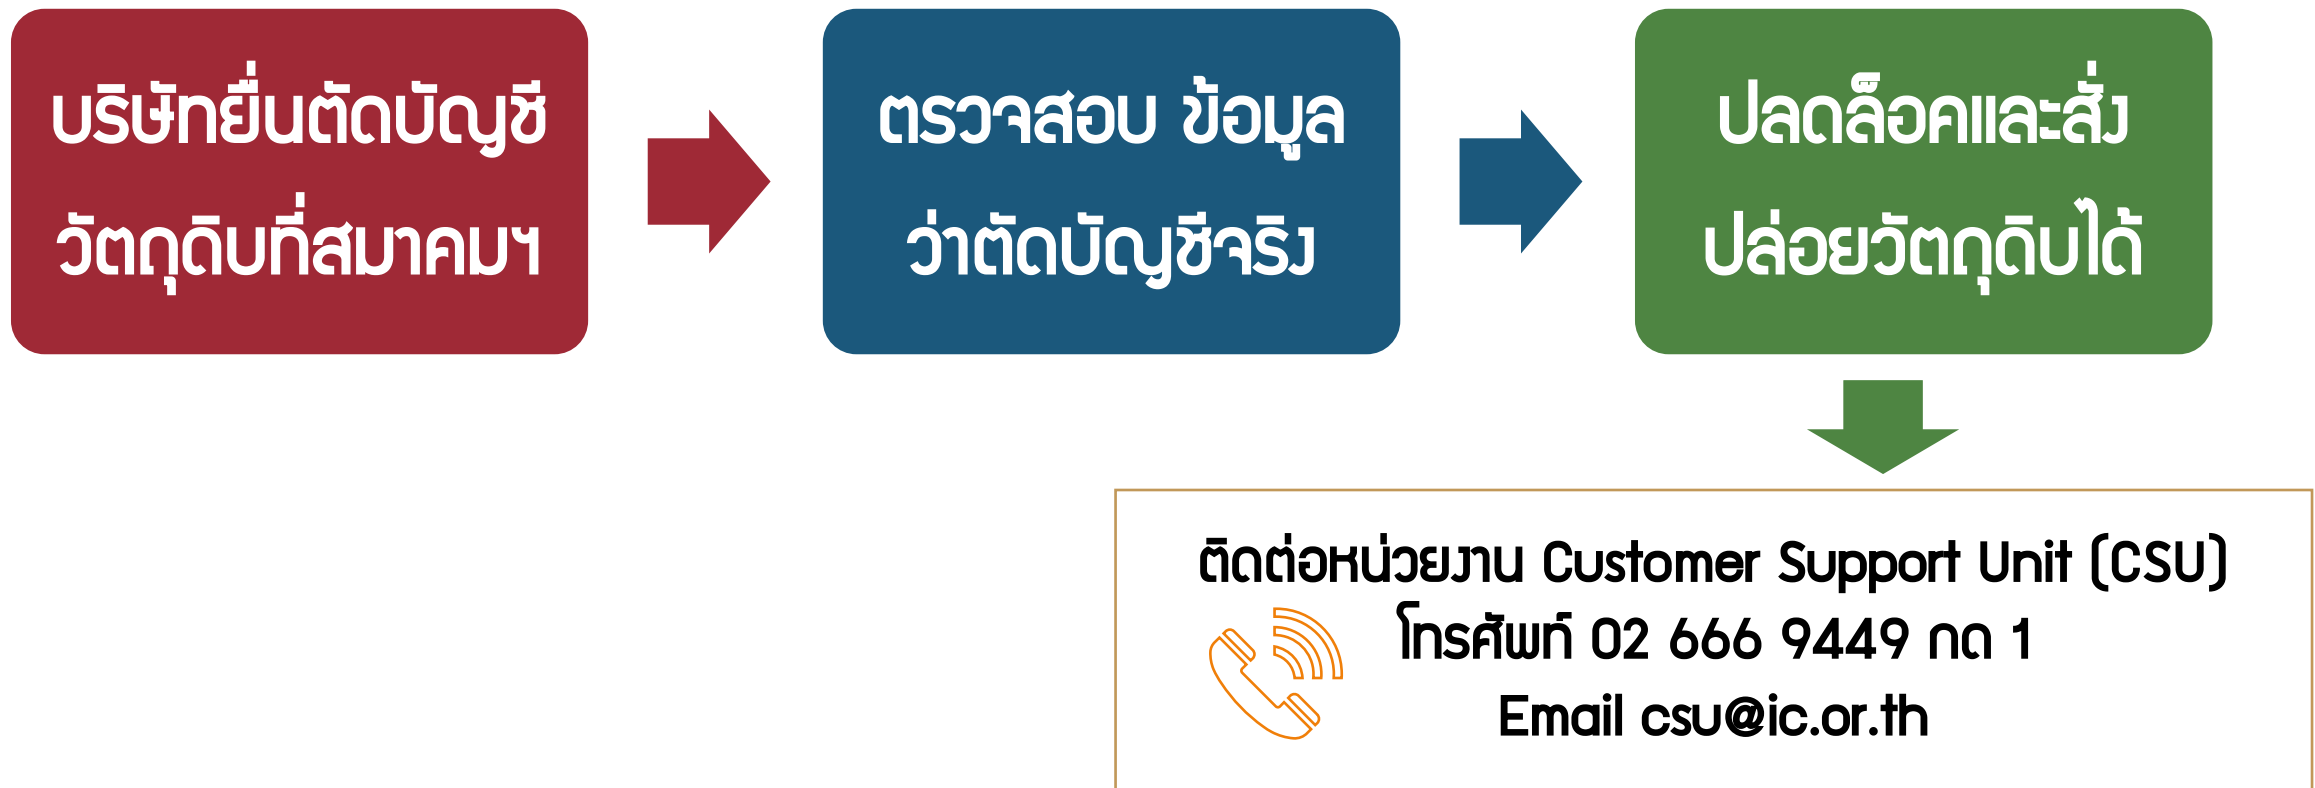 บริษัทยื่นตัดบัญชี
วัตถุดิบที่สมาคมฯ
ตรวจสอบ ข้อมูล
ว่าตัดบัญชีจริง
ปลดล็อคและสั่ง
ปล่อยวัตถุดิบได้
ติดต่อหน่วยงาน Customer Support Unit (CSU)
โทรศัพท์ 02 666 9449 กด 1
Email csu@ic.or.th